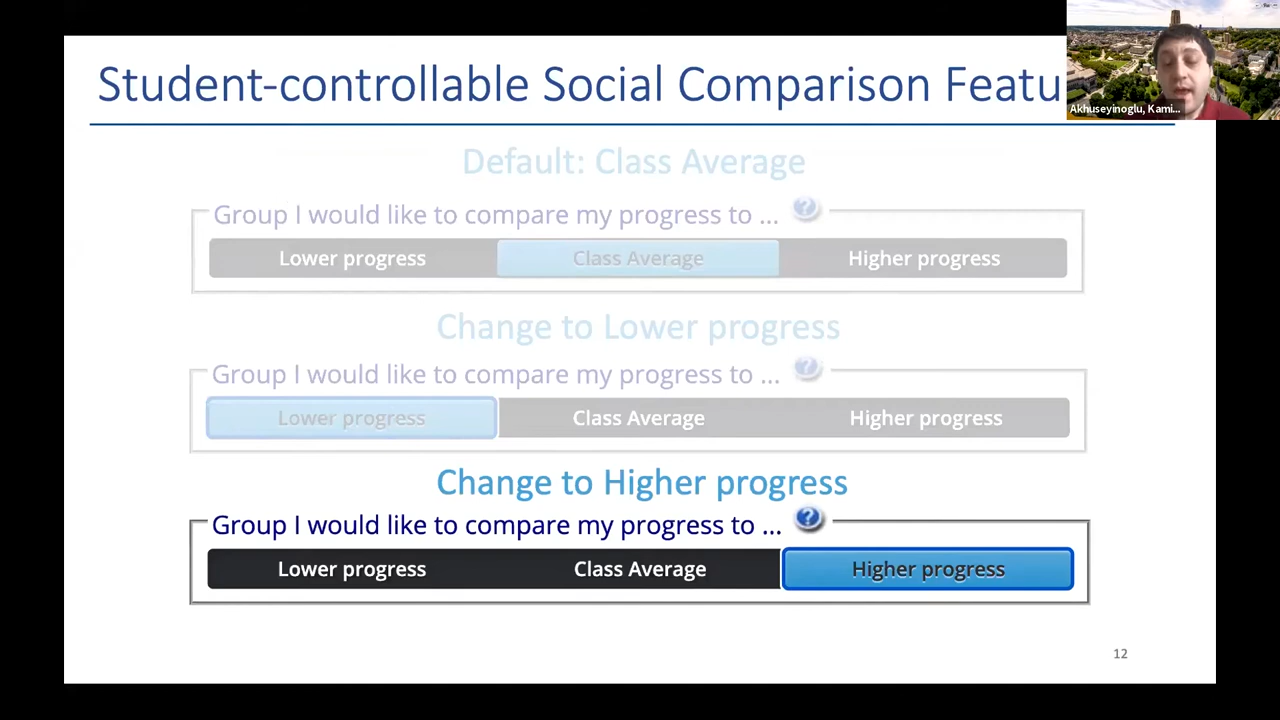 Student-controllable Social Comparison Featu
Akhuseyinoglu, Kami...
Default: Class Average
Group I would like to compare my progress to ... ?
Lower progress Class Average Higher progress
Change to Lower progress
Group I would like to compare my progress to ... ?
Lower progress Class Average Higher progress
Change to Higher progress
Group I would like to compare my progress to ... ?
Lower progress Class Average Higher progress
12